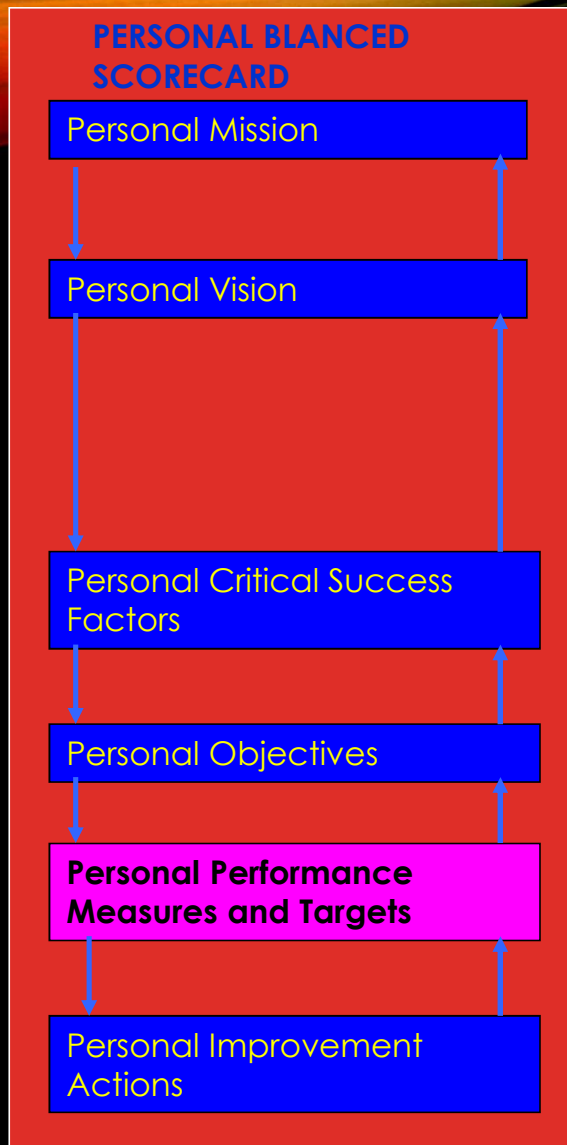 PERSONAL BLANCED
SCORECARD
Personal Mission
Personal Vision
Personal Critical Success
Factors
Personal Objectives
Personal Performance
Measures and Targets
Personal Improvement
Actions